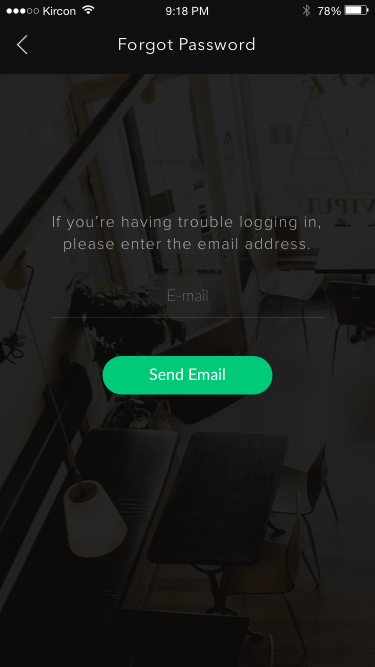 Kircon 9:18 PM 78%
Forgot Password
If you're having trouble logging in,
please enter the email address.
E-mail
Send Email